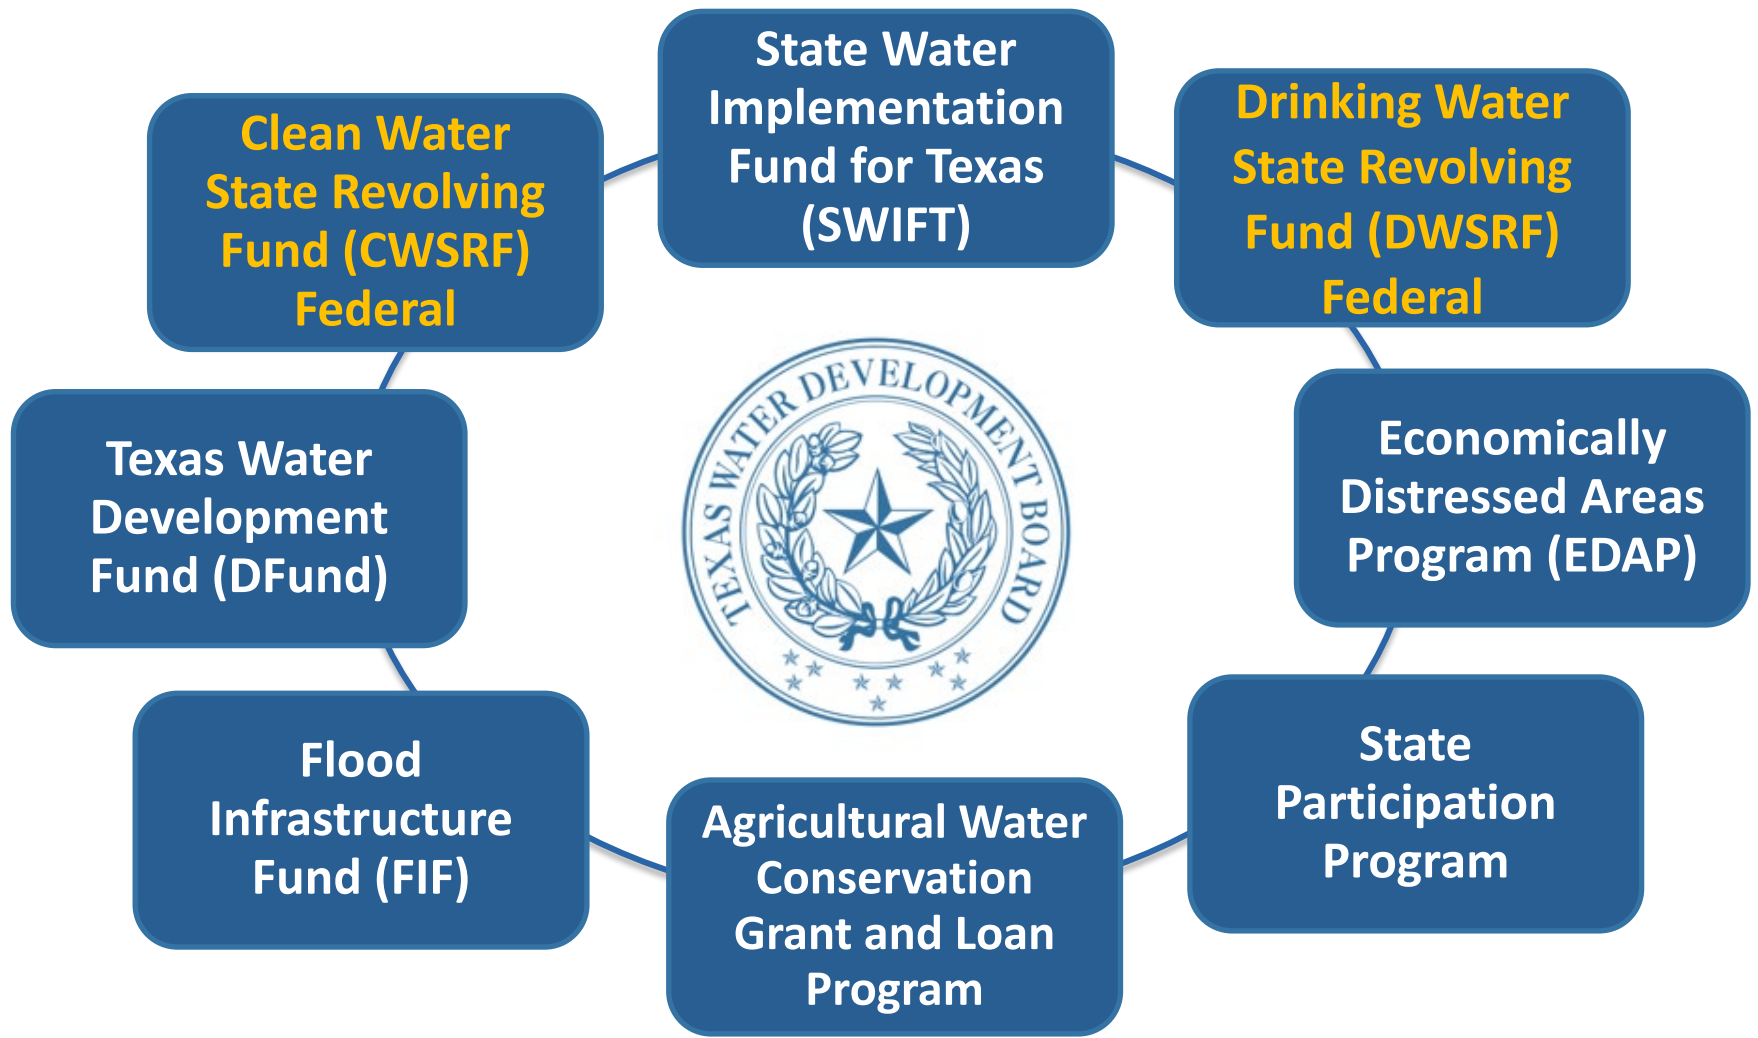 State Water
Implementation
Fund for Texas
(SWIFT)
Drinking Water
State Revolving
Fund (DWSRF)
Federal
Economically
Distressed Areas
Program (EDAP)
State
Participation
Program
Agricultural Water
Conservation
Grant and Loan
Program
Flood
Infrastructure
Fund (FIF)
Texas Water
Development
Fund (DFund)
Clean Water
State Revolving
Fund (CWSRF)
Federal
TEXAS WATER DEVELOPMENT BOARD